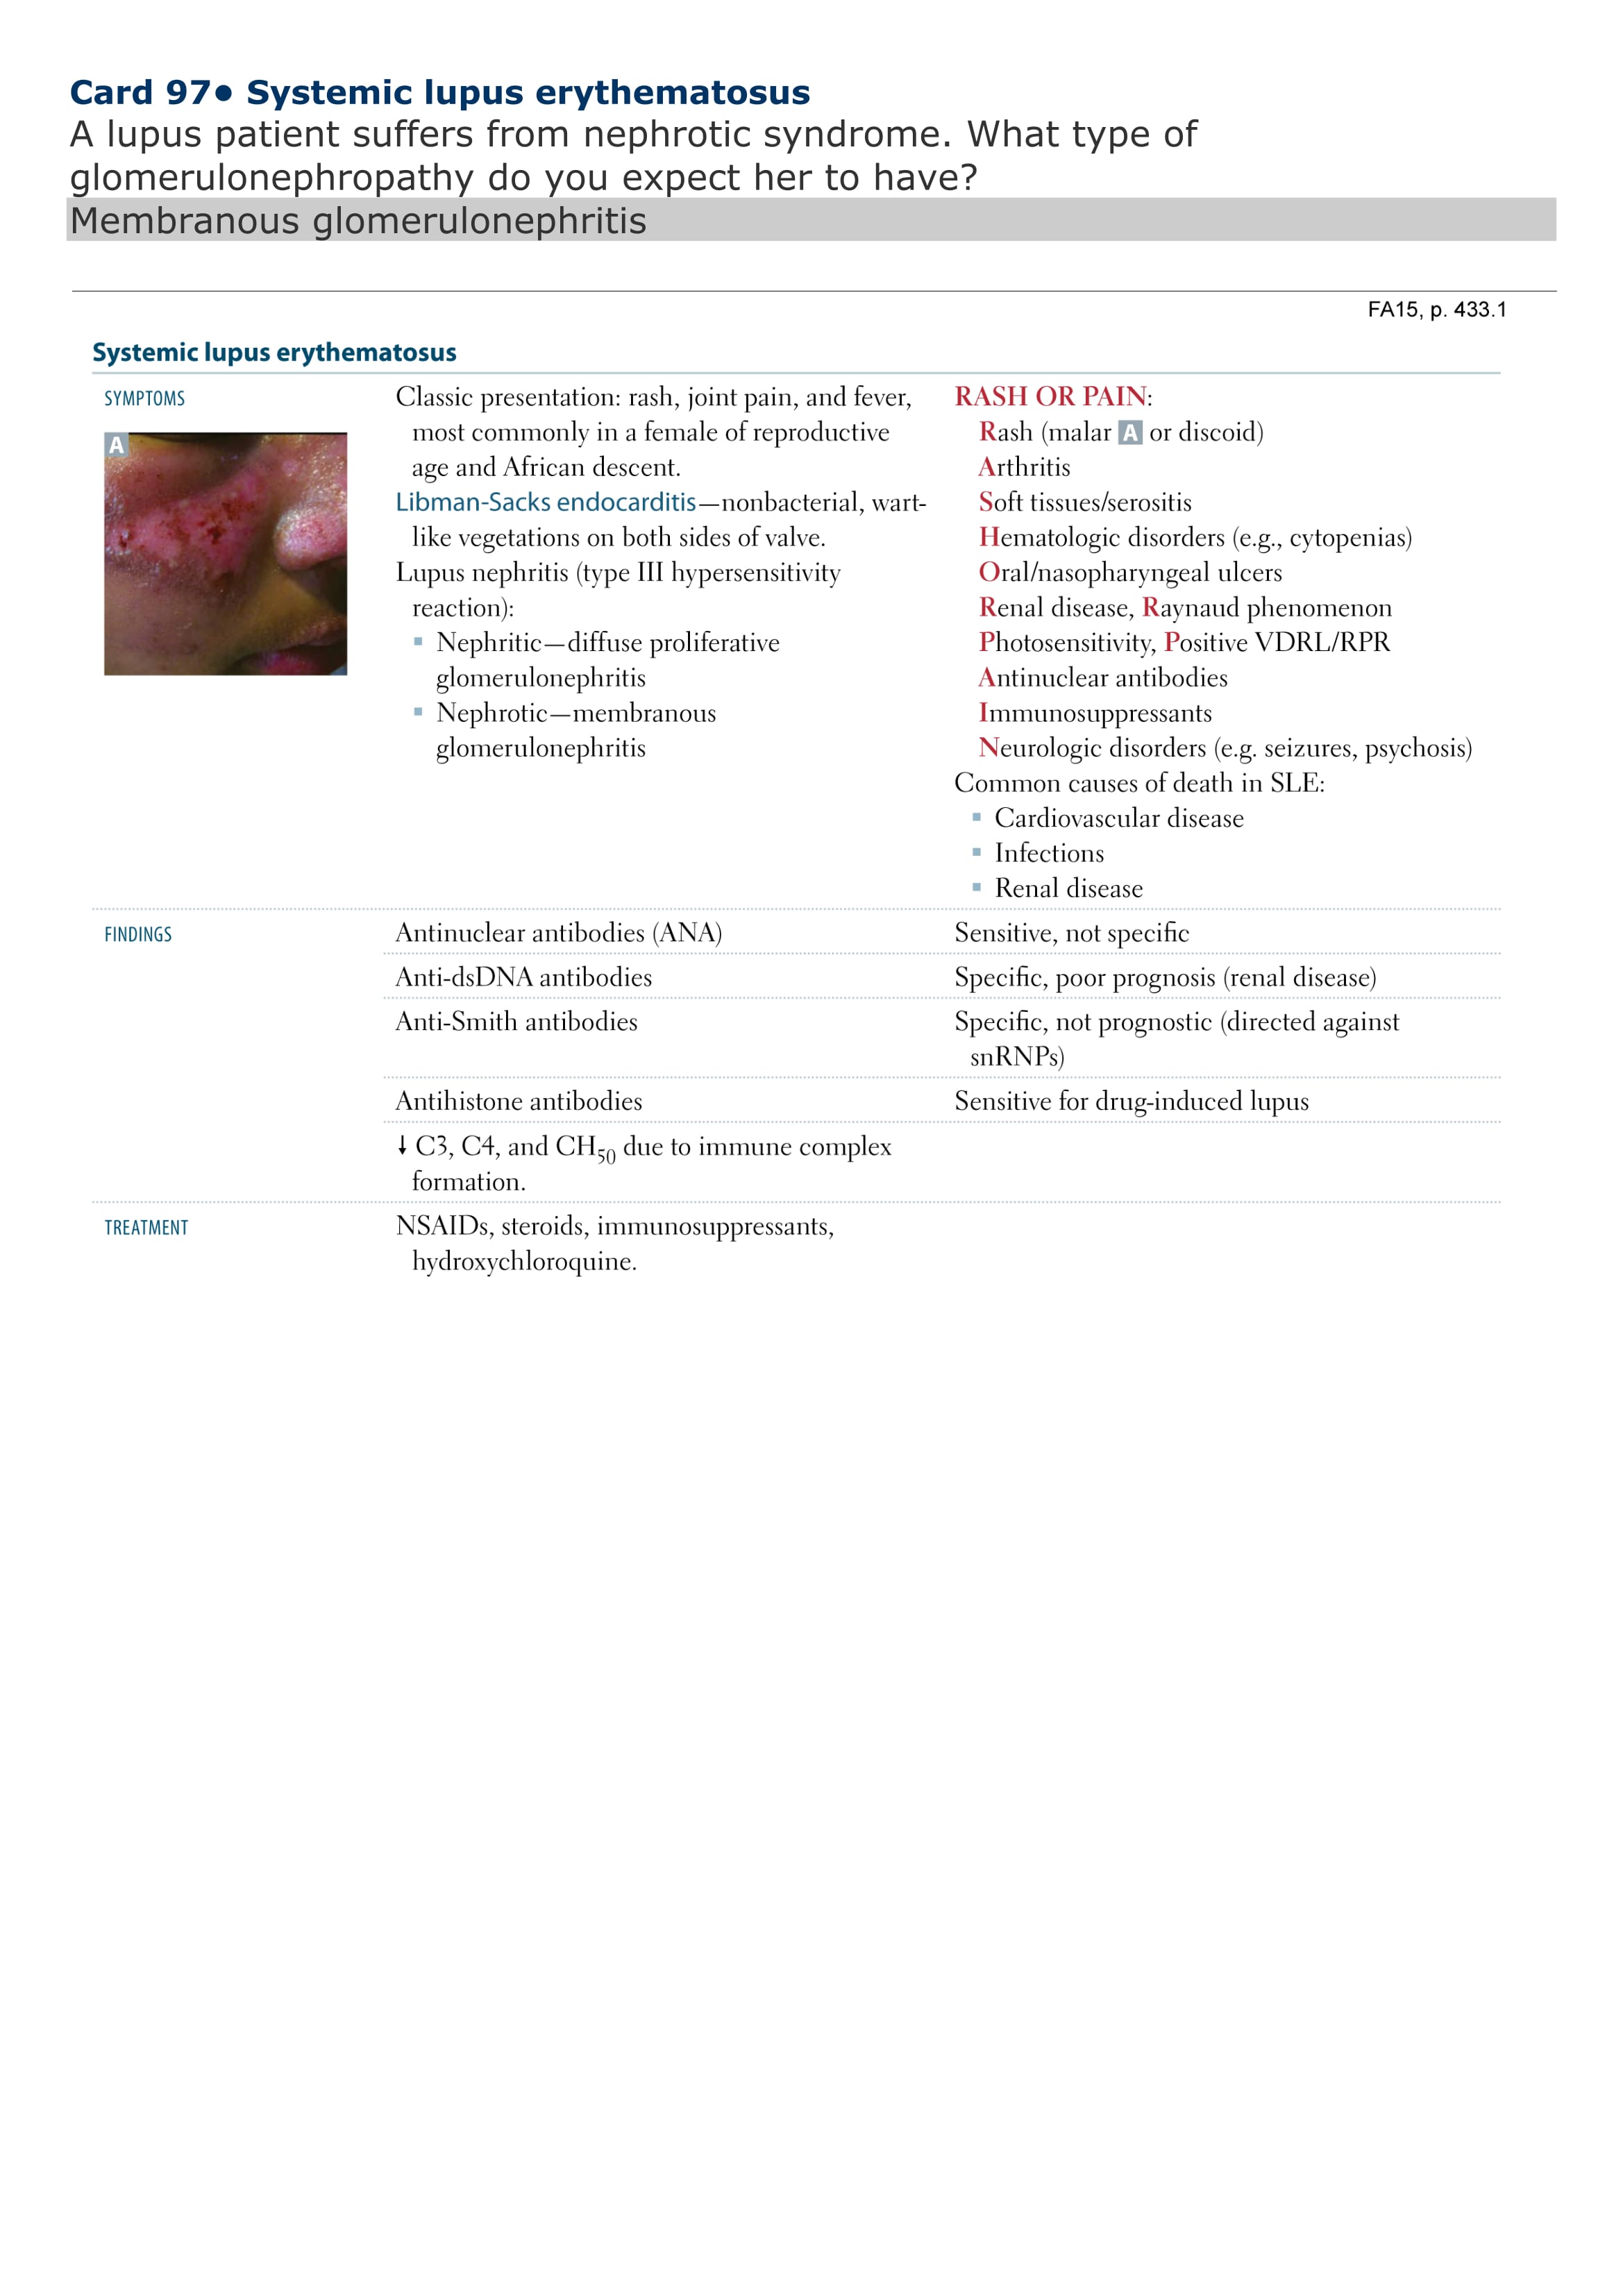 Card 97● Systemic lupus erythematosus
A lupus patient suffers from nephrotic syndrome. What type of
glomerulonephropathy do you expect her to have?
Membranous glomerulonephritis
FA15, p. 433.1
Systemic lupus erythematosus
SYMPTOMS
A
Classic presentation: rash, joint pain, and fever,
most commonly in a female of reproductive
age and African descent.
Libman-Sacks endocarditis—nonbacterial, wart-
like vegetations on both sides of valve.
Lupus nephritis (type III hypersensitivity
reaction):
▪ Nephritic—diffuse proliferative
glomerulonephritis
▪ Nephrotic—membranous
glomerulonephritis
RASH OR PAIN:
Rash (malar A or discoid)
Arthritis
Soft tissues/serositis
Hematologic disorders (e.g., cytopenias)
Oral/nasopharyngeal ulcers
Renal disease, Raynaud phenomenon
Photosensitivity, Positive VDRL/RPR
Antinuclear antibodies
Immunosuppressants
Neurologic disorders (e.g. seizures, psychosis)
Common causes of death in SLE:
▪ Cardiovascular disease
▪ Infections
▪ Renal disease
FINDINGS
Antinuclear antibodies (ANA)
Sensitive, not specific
Anti-dsDNA antibodies
Specific, poor prognosis (renal disease)
Anti-Smith antibodies
Specific, not prognostic (directed against
snRNPs)
Antihistone antibodies
Sensitive for drug-induced lupus
↓ C3, C4, and CH50 due to immune complex
formation.
TREATMENT
NSAIDs, steroids, immunosuppressants,
hydroxychloroquine.